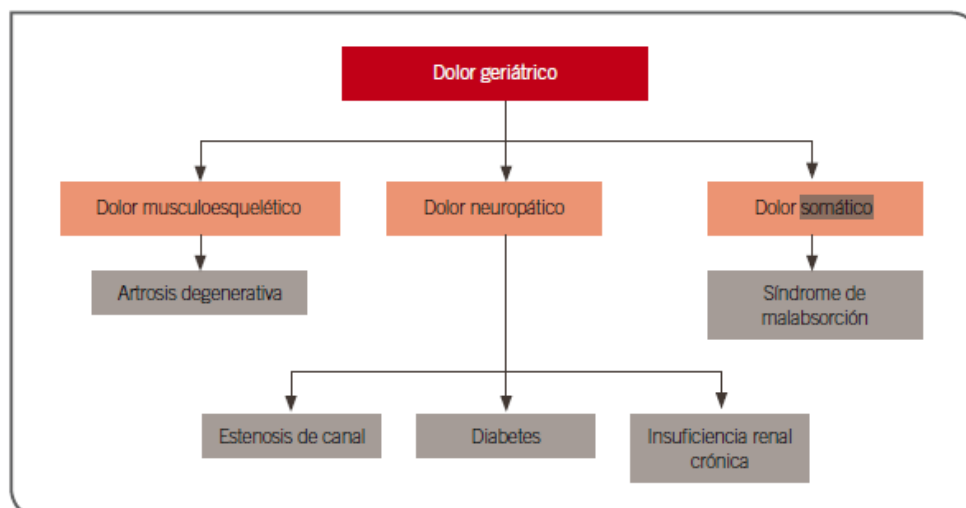 Dolor geriátrico
Dolor musculoesquelético
Dolor neuropático
Dolor somático
Artrosis degenerativa
Síndrome de
malabsorción
Estenosis de canal
Diabetes
Insuficiencia renal
crónica